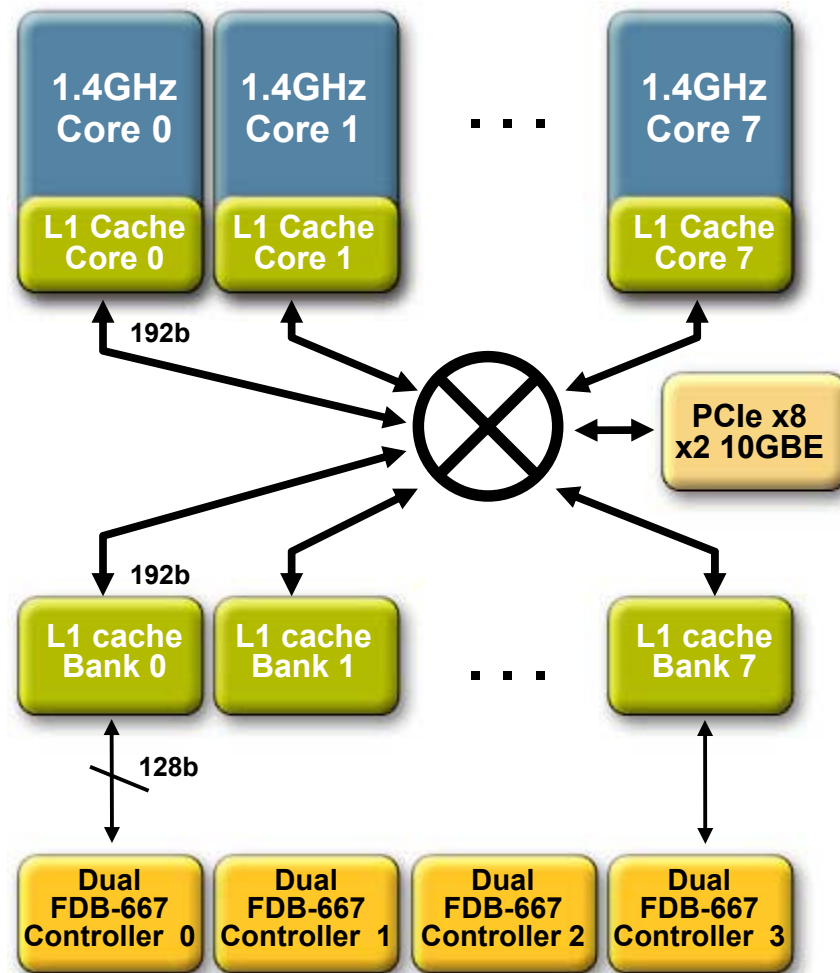 1.4GHz
Core 0
1.4GHz
Core 1
. . .
1.4GHz
Core 7
L1 Cache
Core 0
L1 Cache
Core 1
L1 Cache
Core 7
192b
PCIe x8
x2 10GBE
192b
L1 cache
Bank 0
L1 cache
Bank 1
. . .
L1 cache
Bank 7
128b
Dual
FDB-667
Controller 0
Dual
FDB-667
Controller 1
Dual
FDB-667
Controller 2
Dual
FDB-667
Controller 3